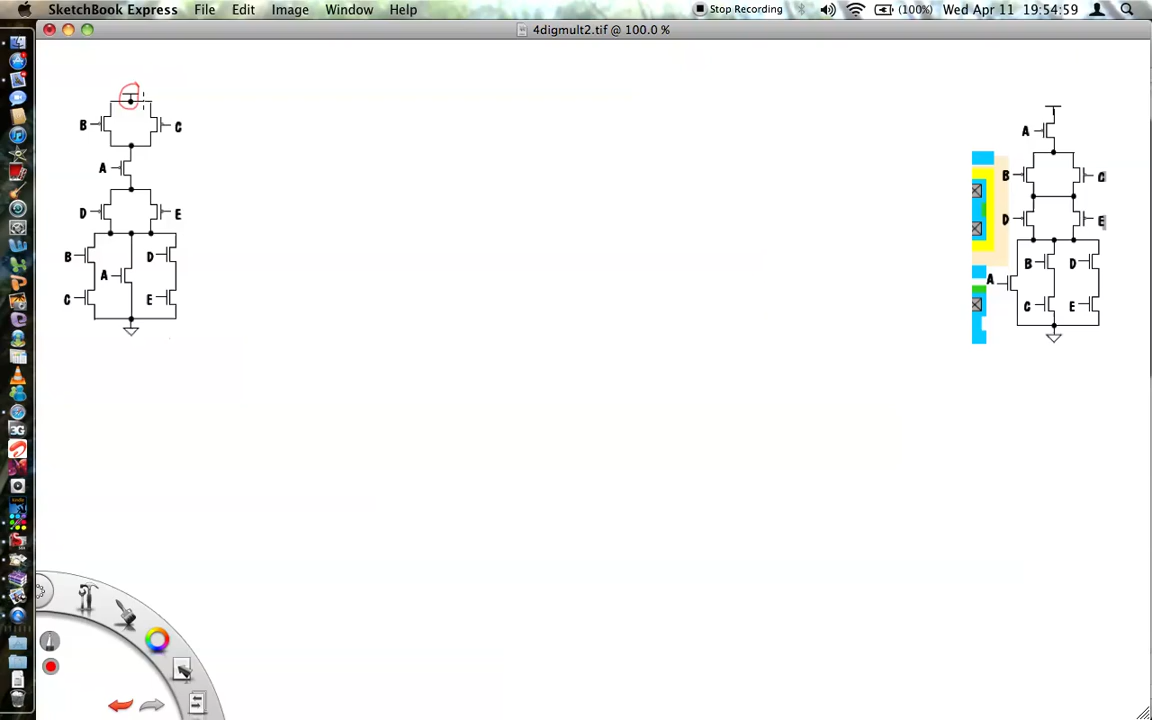 SketchBook Express File Edit Image Window Help Stop Recording (100%) Wed Apr 11 19:54:59
4digmult2.tif @ 100.0 %
B C
A
D E
B D
A
C E
A
B C
D E
B D
A
C E
3G